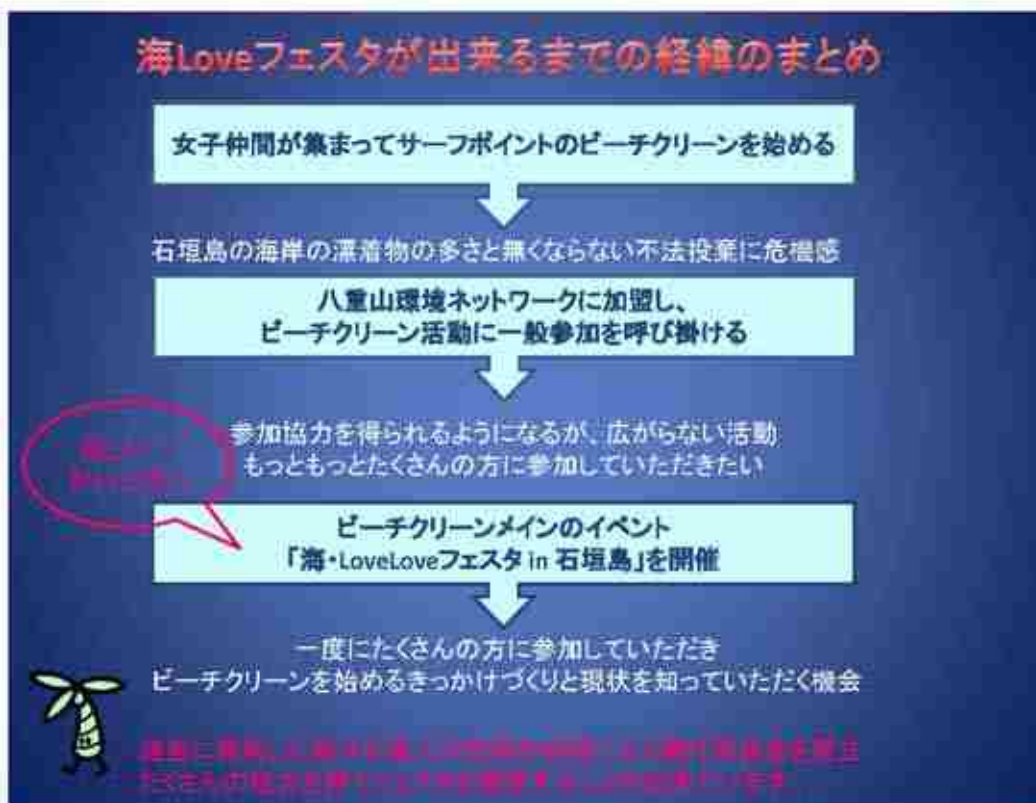 海Loveフェスタが出来るまでの経緯のまとめ
女子仲間が集まってサーフポイントのビーチクリーンを始める
石垣島の海岸の漂着物の多さと無くならない不法投棄に危機感
八重山環境ネットワークに加盟し、
ビーチクリーン活動に一般参加を呼び掛ける
参加協力を得られるようになるが、広がらない活動
もっともっとたくさんの方に参加していただきたい
ビーチクリーンメインのイベント
「海・LoveLoveフェスタ in 石垣島」を開催
一度にたくさんの方に参加していただき
ビーチクリーンを始めるきっかけづくりと現状を知っていただく機会
たくさんの